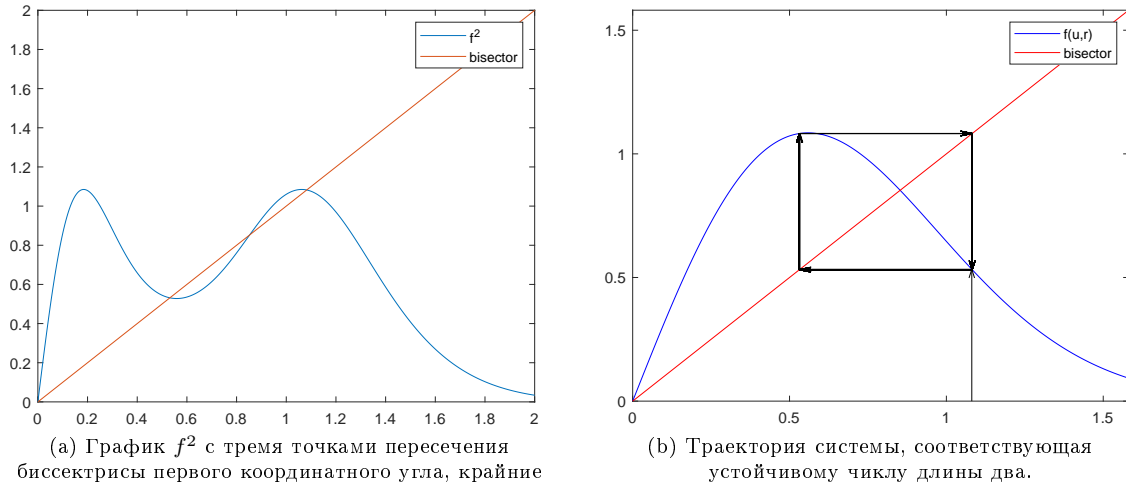 2
1.8
1.6
1.4
1.2
1
0.8
0.6
0.4
0.2
0
0 0.2 0.4 0.6 0.8 1 1.2 1.4 1.6 1.8 2
f²
bisector
(a) График f² с тремя точками пересечения
биссектрисы первого координатного угла, крайние
1.5
1
0.5
0
0 0.5 1 1.5
f(u,r)
bisector
(b) Траектория системы, соответствующая
устойчивому циклу длины два.